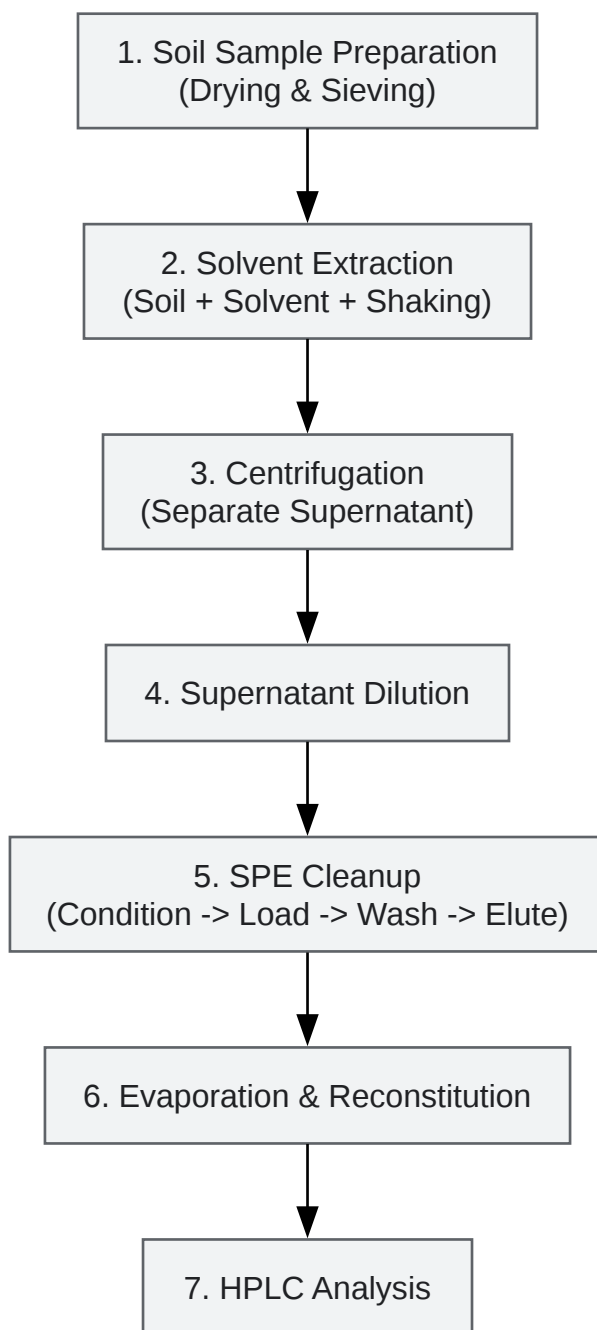 1. Soil Sample Preparation
(Drying & Sieving)
2. Solvent Extraction
(Soil + Solvent + Shaking)
3. Centrifugation
(Separate Supernatant)
4. Supernatant Dilution
5. SPE Cleanup
(Condition -> Load -> Wash -> Elute)
6. Evaporation & Reconstitution
7. HPLC Analysis